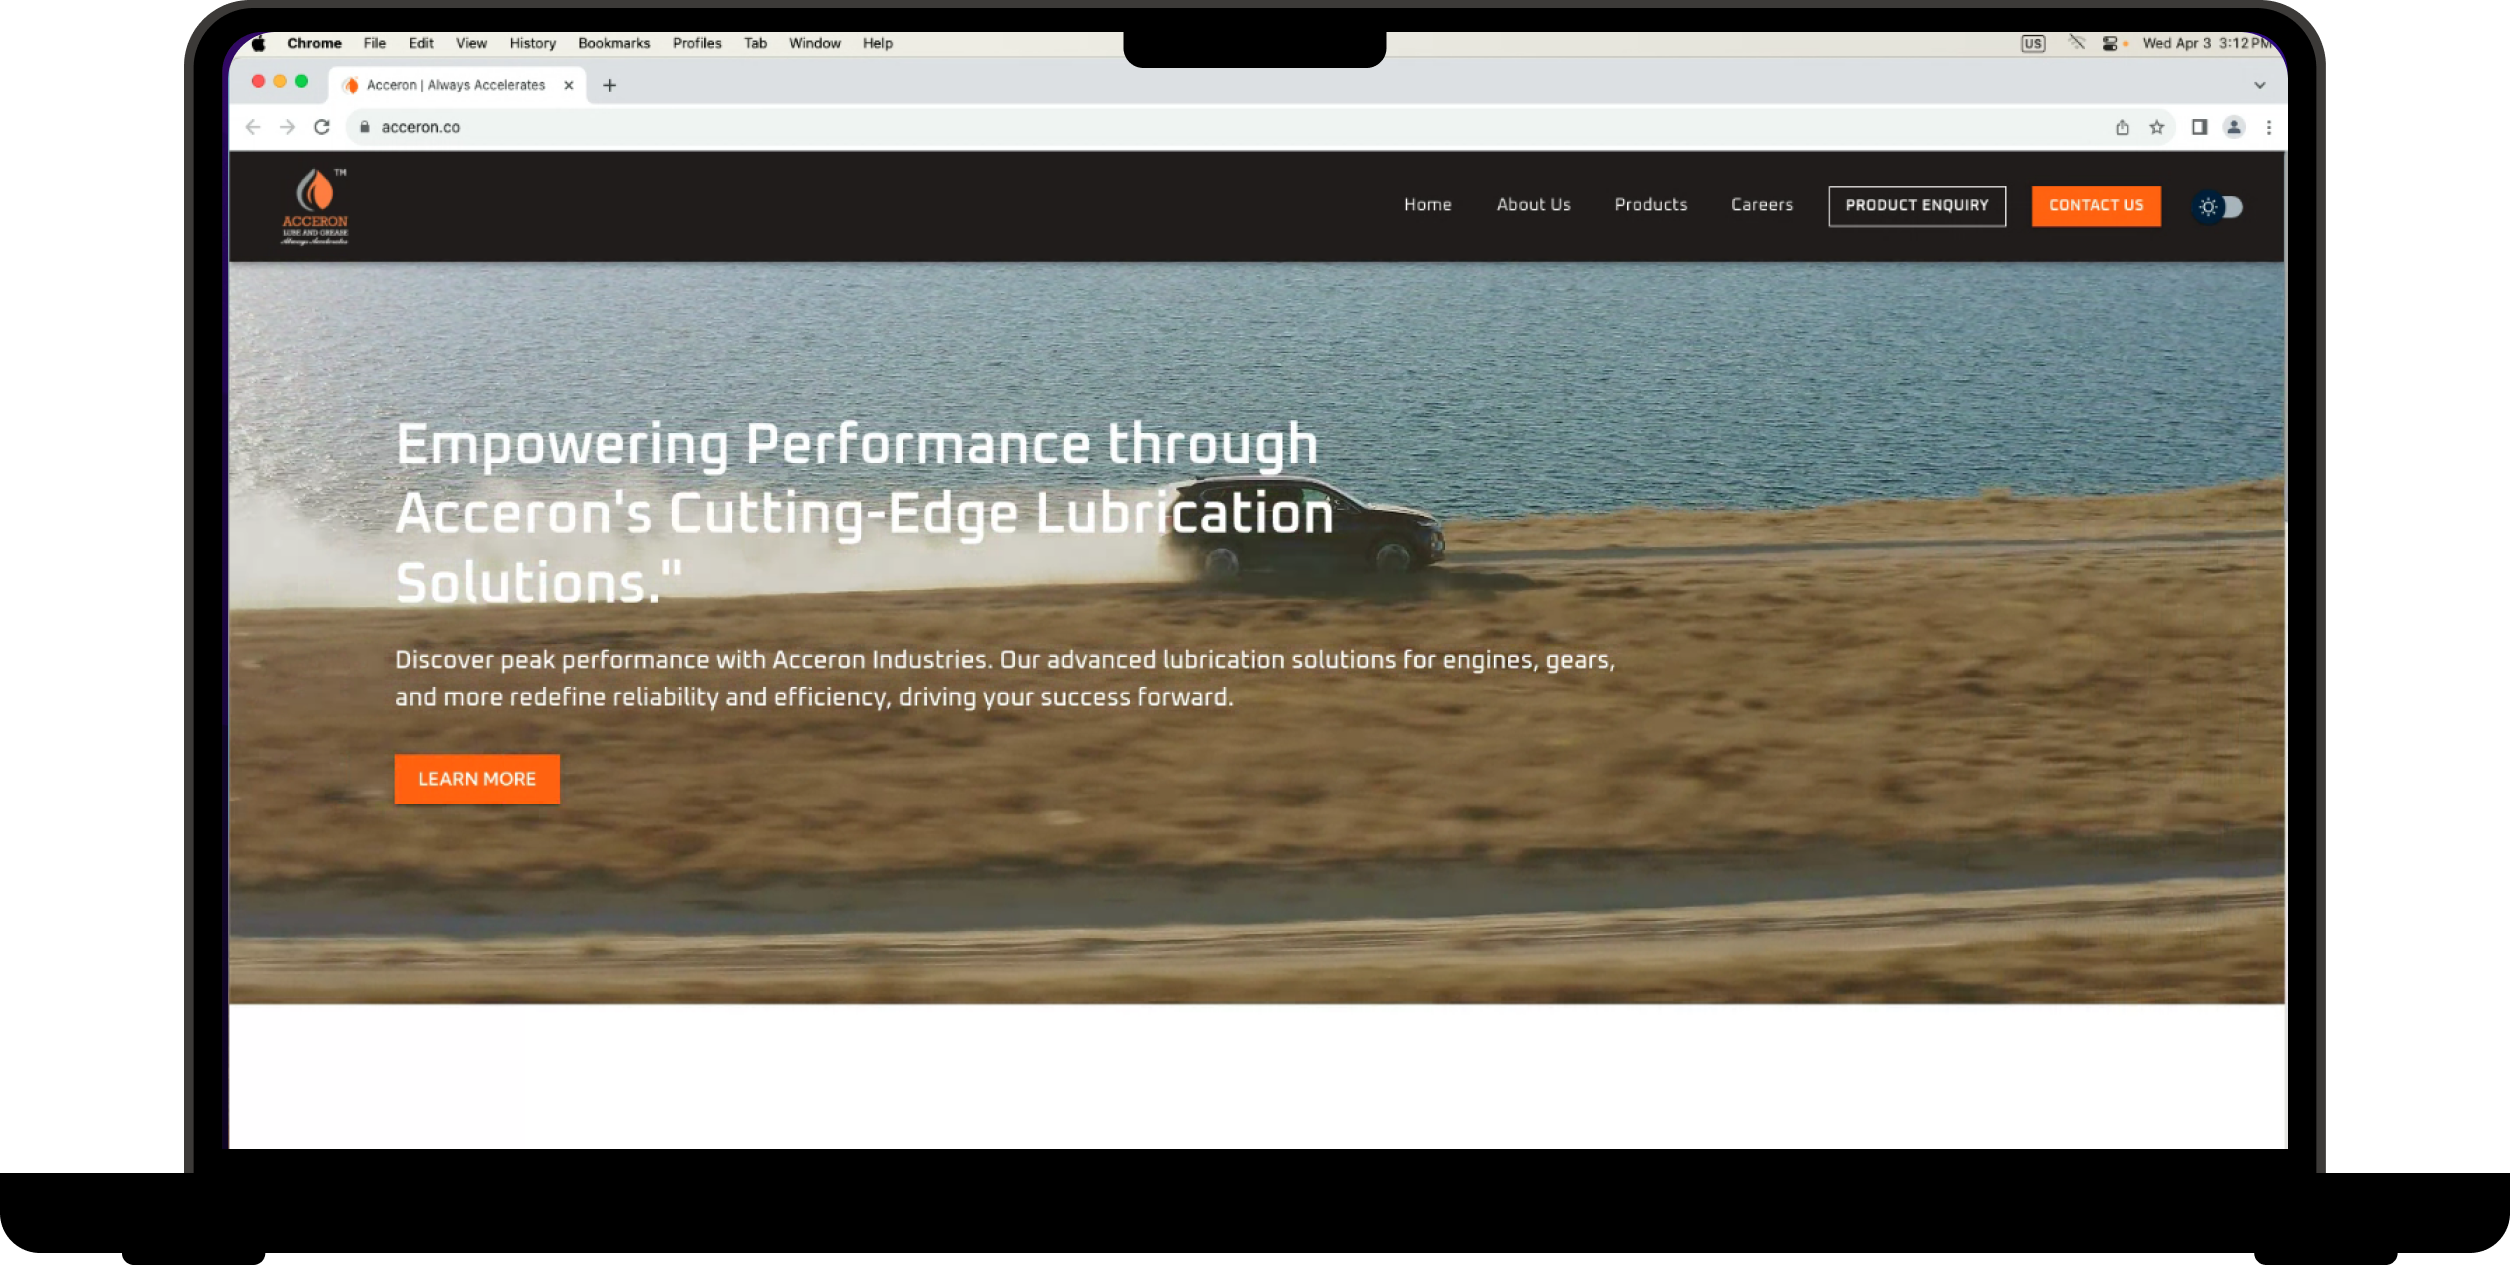 Chrome File Edit View History Bookmarks Profiles Tab Window Help
US Wed Apr 3 3:12 PM
Acceron | Always Accelerates
acceron.co
TM
ACCERON
LUBE AND GREASE
Always Accelerates
Home About Us Products Careers PRODUCT ENQUIRY CONTACT US
Empowering Performance through
Acceron's Cutting-Edge Lubrication
Solutions."
Discover peak performance with Acceron Industries. Our advanced lubrication solutions for engines, gears,
and more redefine reliability and efficiency, driving your success forward.
LEARN MORE